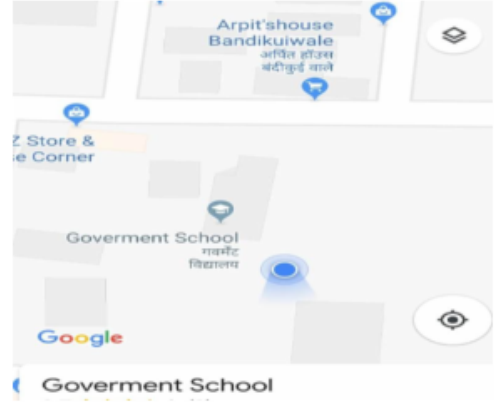 Arpit'shouse
Bandikuiwale
अर्पित हॉउस
बंदीकुई वाले
Z Store &
e Corner
Goverment School
गवर्मेंट
विद्यालय
Google
Goverment School